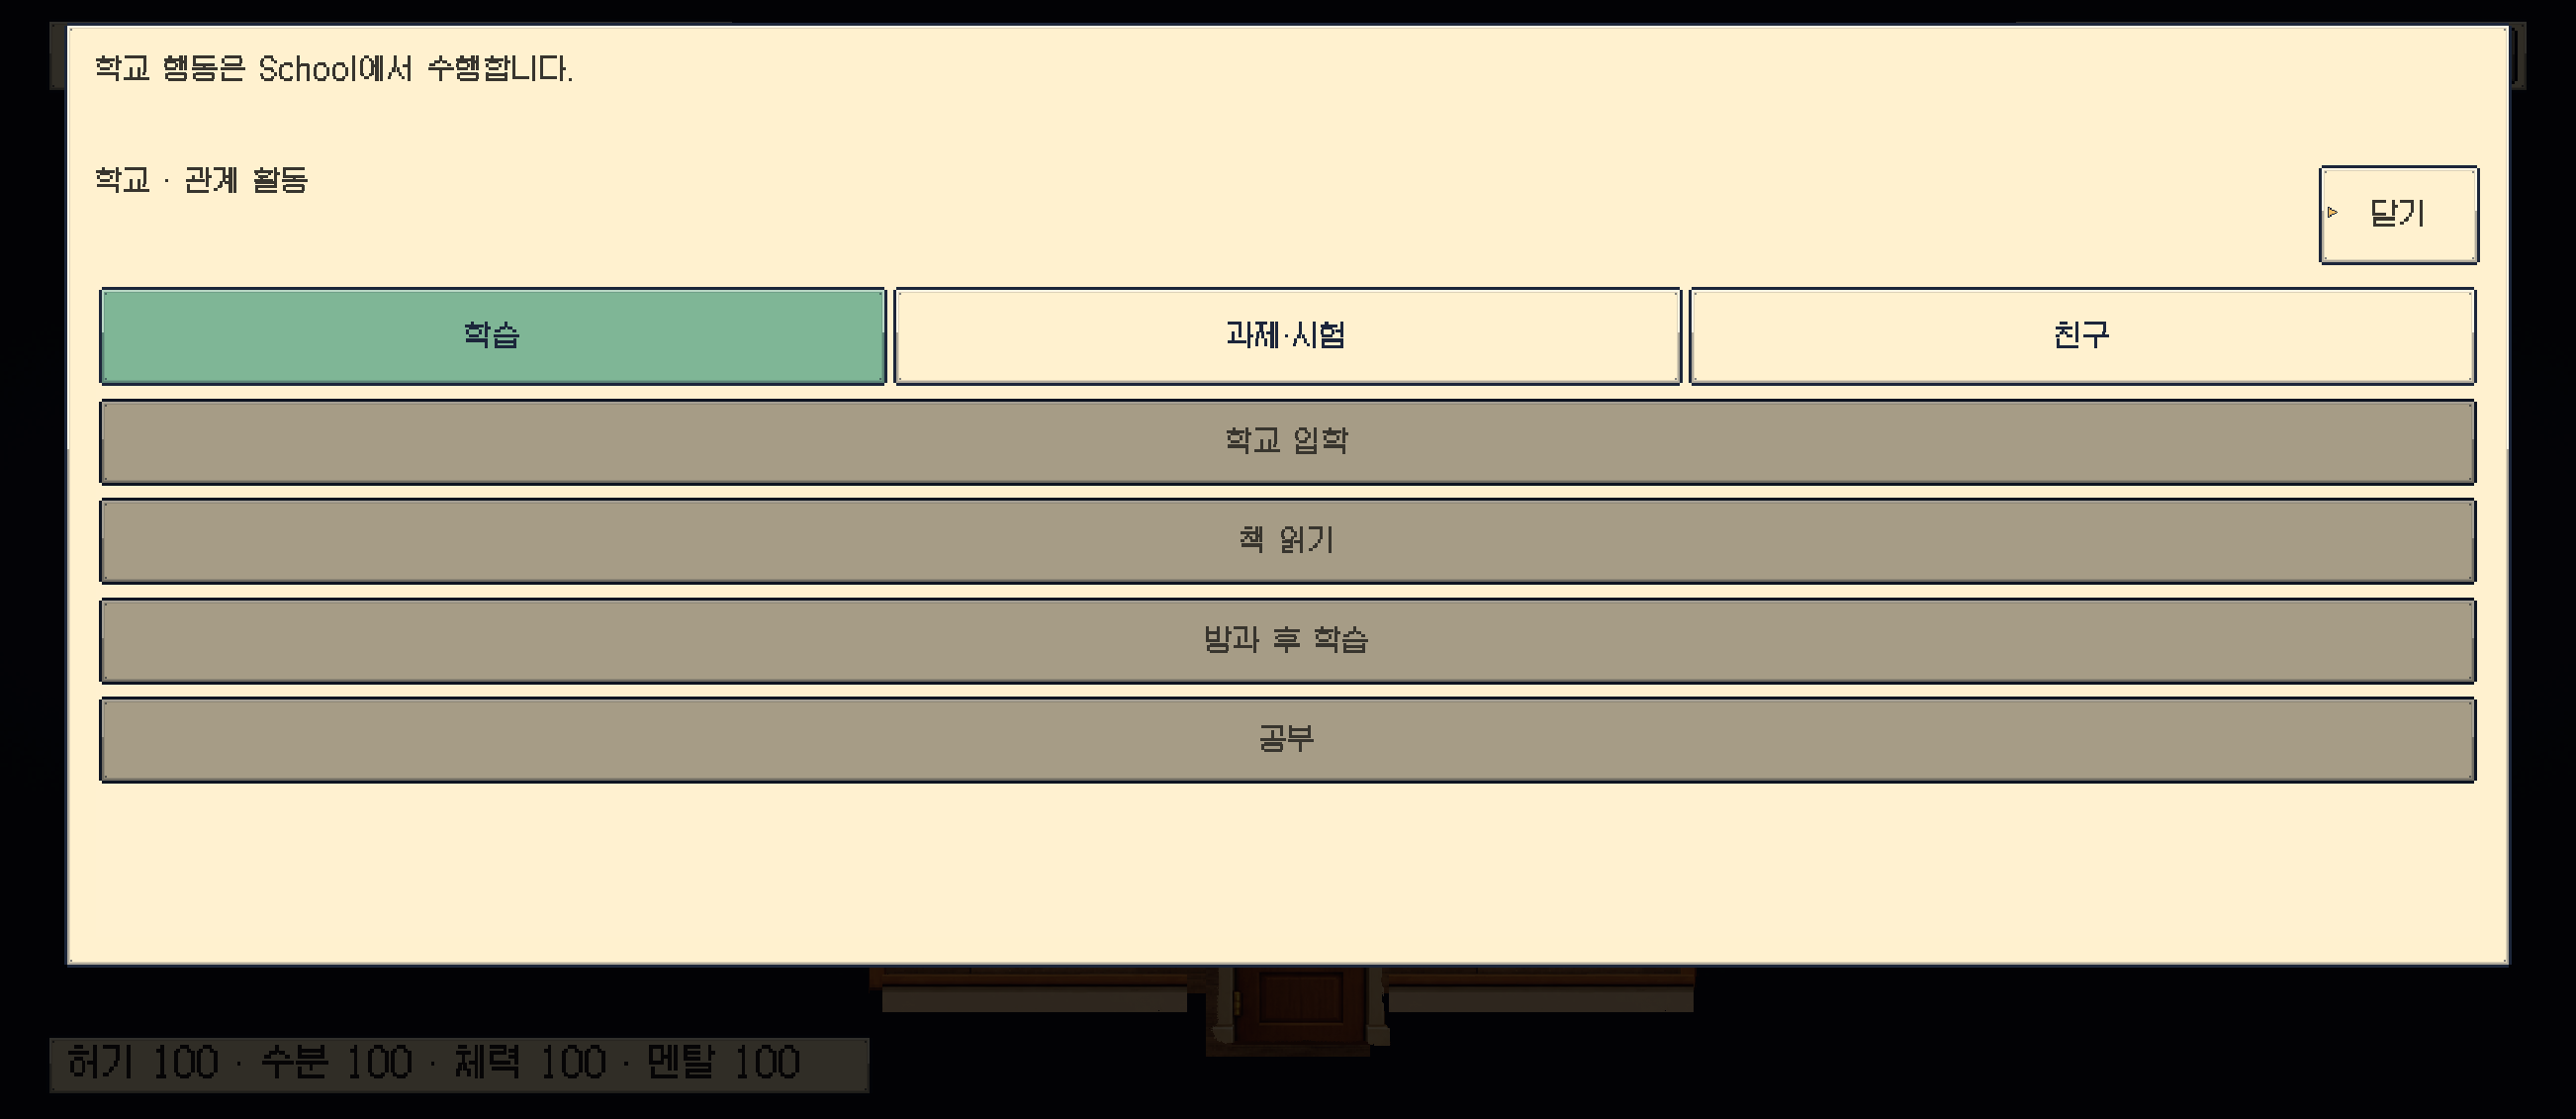 학교 행동은 School에서 수행합니다.
학교 · 관계 활동
닫기
학습
과제·시험
친구
학교 입학
책 읽기
방과 후 학습
공부
허기 100 · 수분 100 · 체력 100 · 멘탈 100